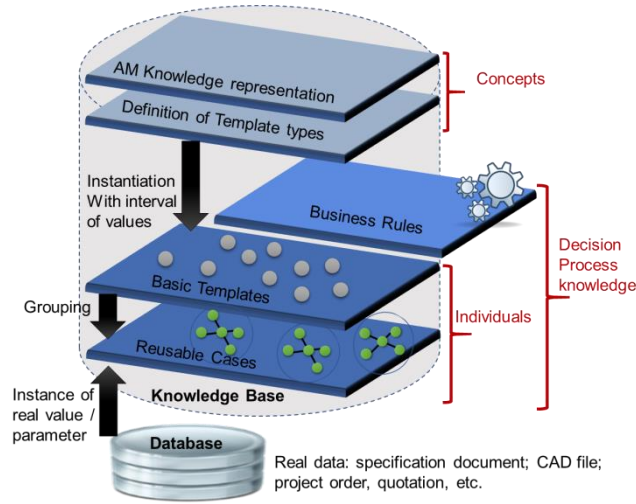 AM Knowledge representation
Concepts
Definition of Template types
Instantiation
With interval
of values
Business Rules
Decision
Process
knowledge
Basic Templates
Grouping
Individuals
Reusable Cases
Instance of
real value /
parameter
Knowledge Base
Database
Real data: specification document; CAD file;
project order, quotation, etc.